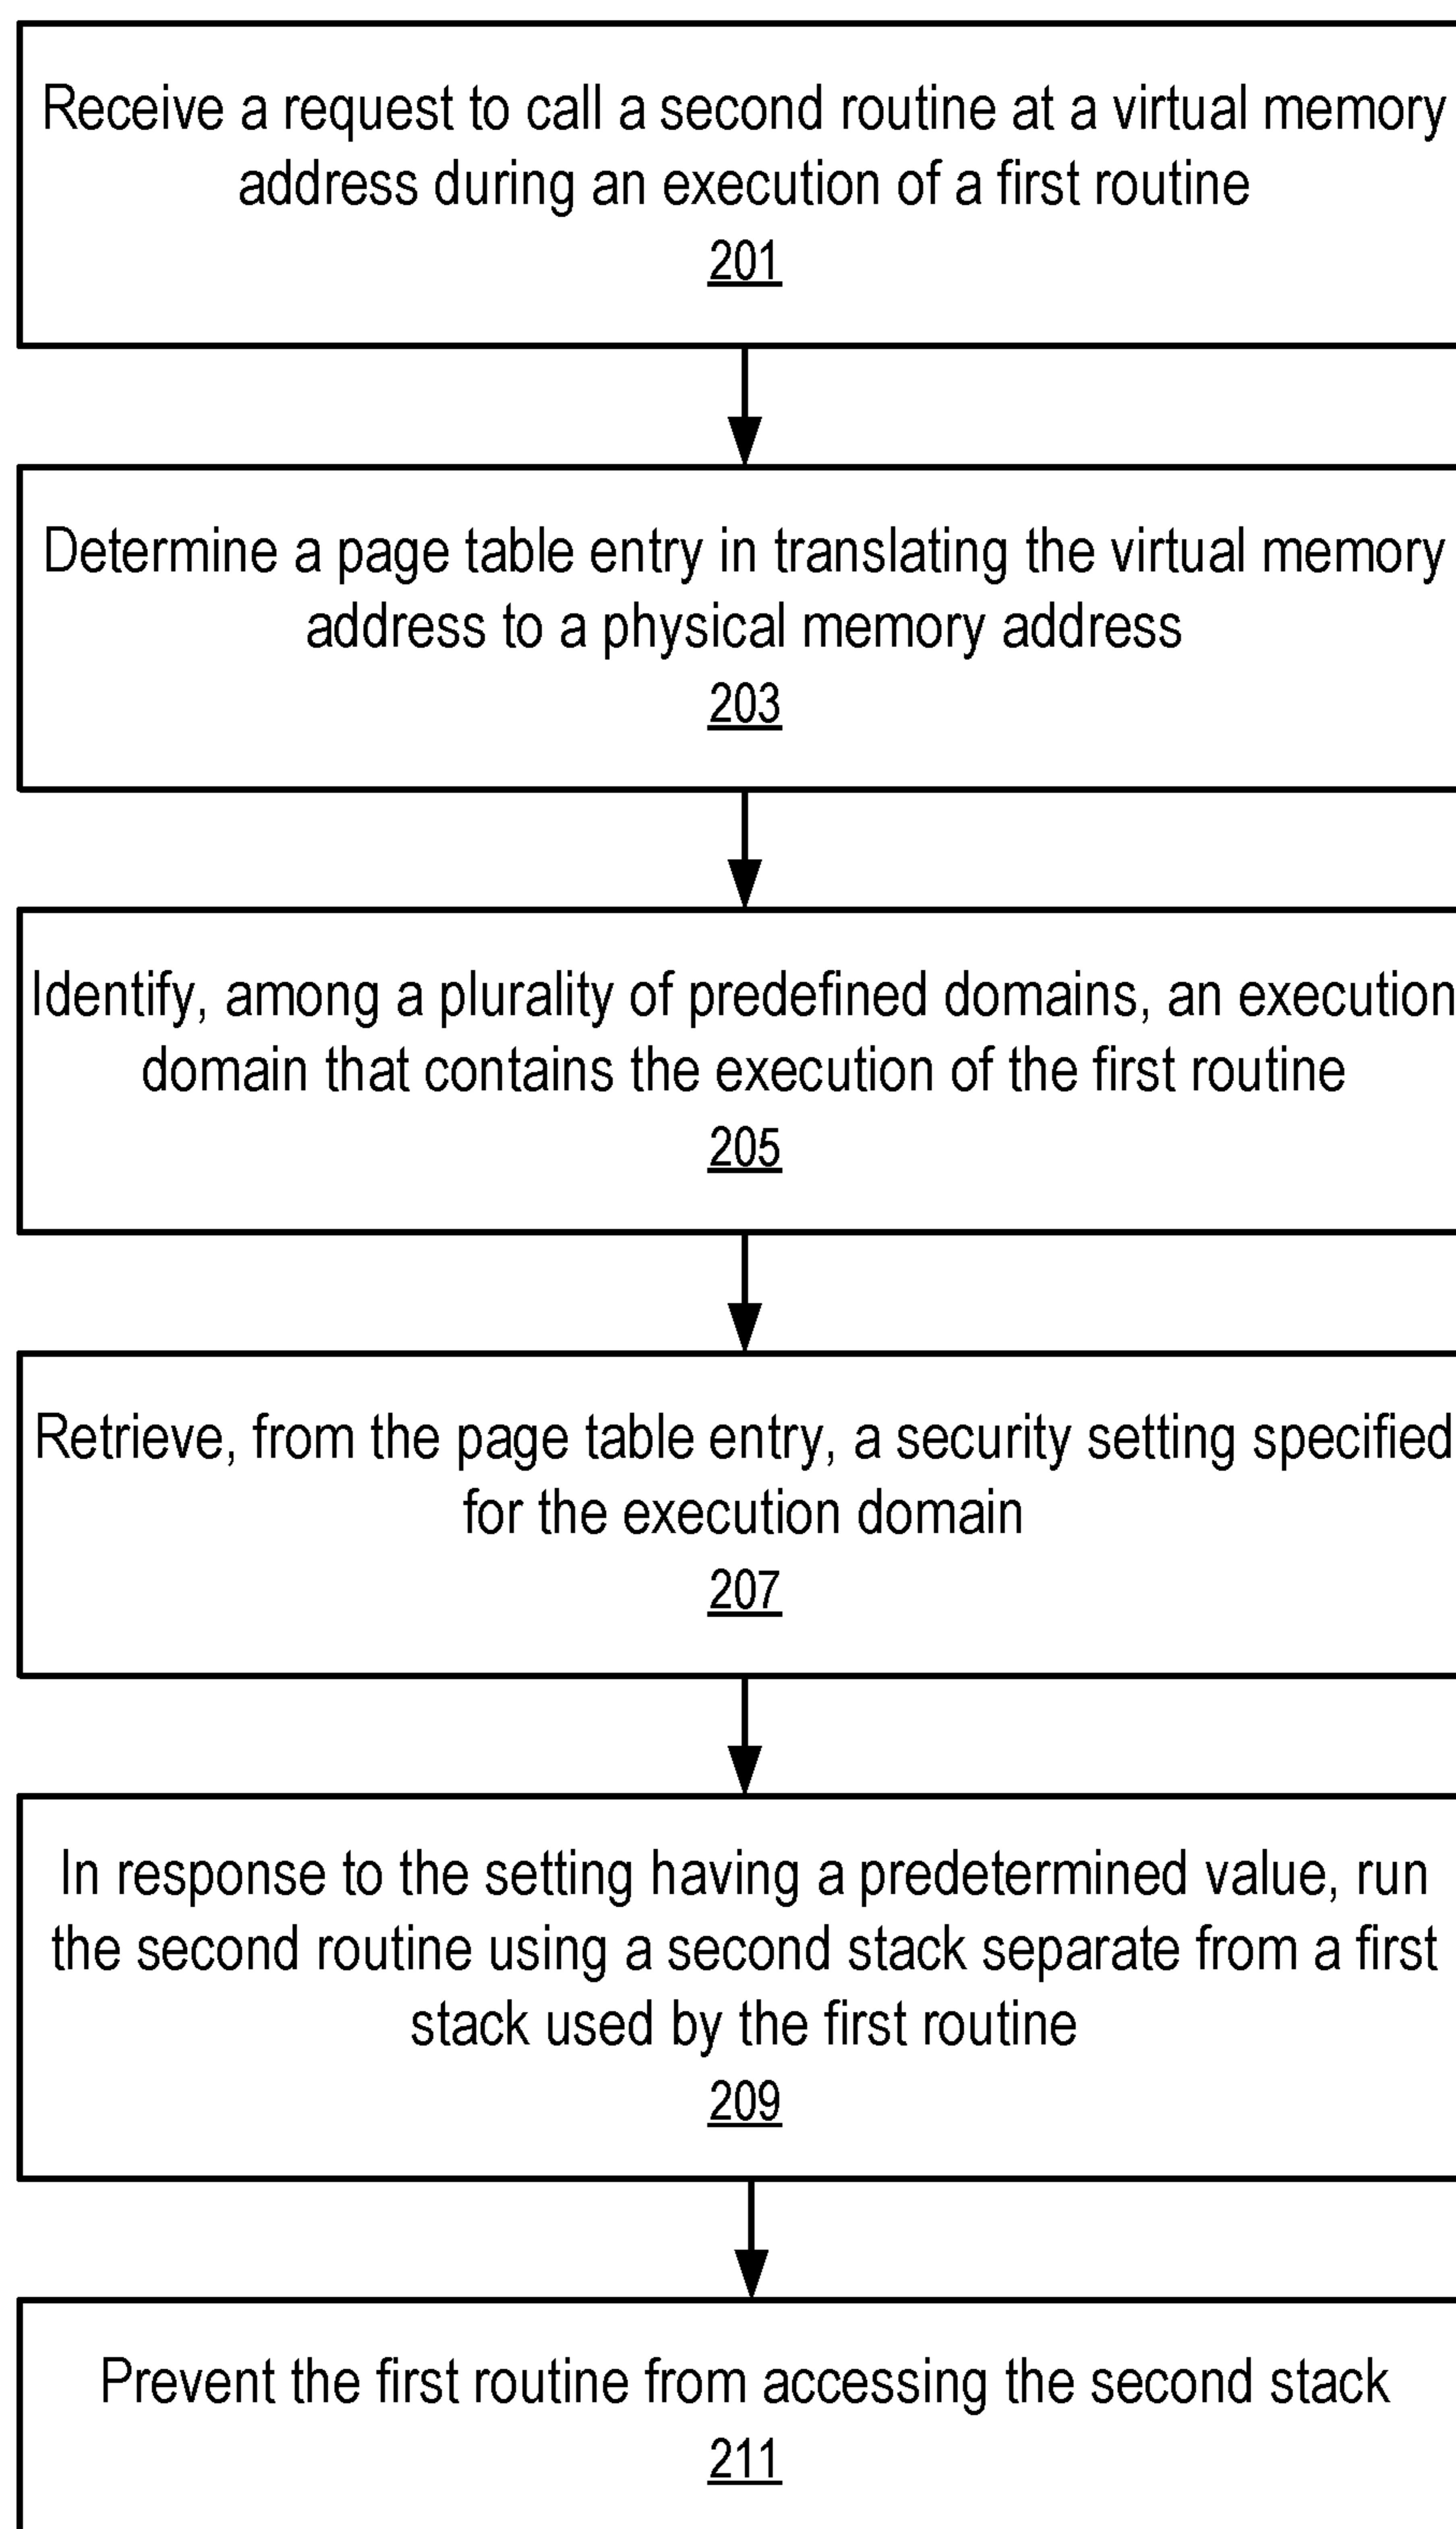 Receive a request to call a second routine at a virtual memory
address during an execution of a first routine
201
Determine a page table entry in translating the virtual memory
address to a physical memory address
203
Identify, among a plurality of predefined domains, an execution
domain that contains the execution of the first routine
205
Retrieve, from the page table entry, a security setting specified
for the execution domain
207
In response to the setting having a predetermined value, run
the second routine using a second stack separate from a first
stack used by the first routine
209
Prevent the first routine from accessing the second stack
211